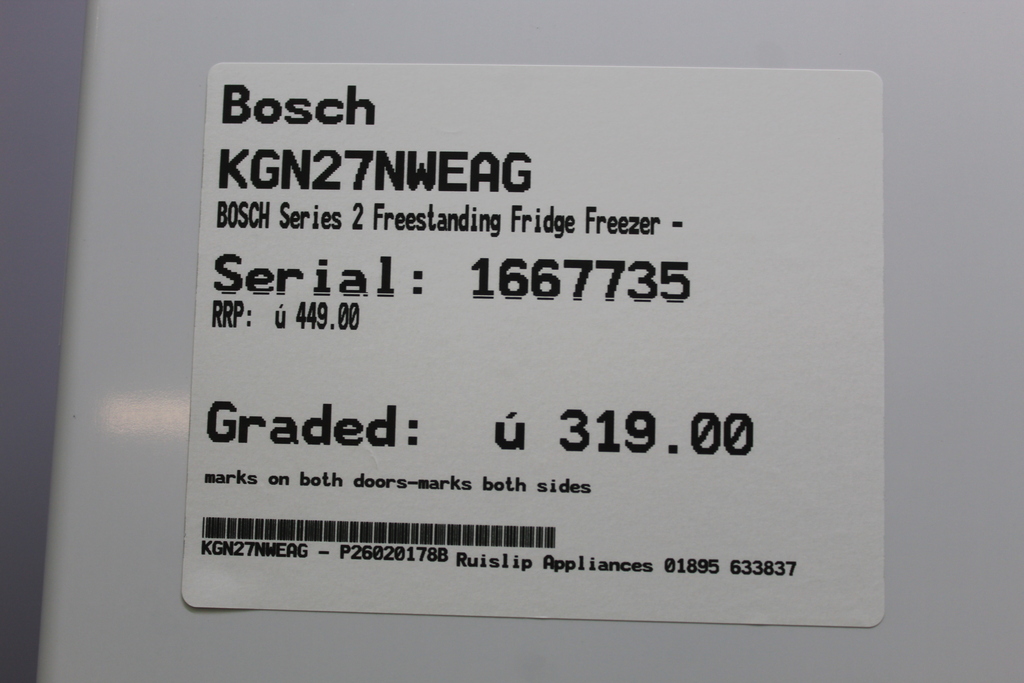 Bosch
KGN27NWEAG
BOSCH Series 2 Freestanding Fridge Freezer -
Serial: 1667735
RRP: ú 449.00
Graded: ú 319.00
marks on both doors-marks both sides
KGN27NWEAG - P26020178B Ruislip Appliances 01895 633837